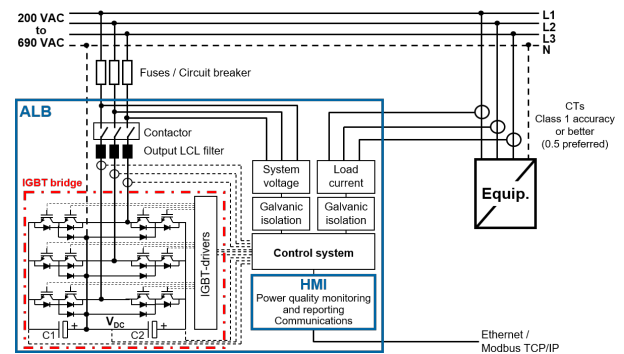 200 VAC
to
690 VAC
L1
L2
L3
N
Fuses / Circuit breaker
ALB
Contactor
Output LCL filter
CTs
Class 1 accuracy
or better
(0.5 preferred)
IGBT bridge
System
voltage
Load
current
Galvanic
isolation
Galvanic
isolation
Equip.
IGBT-drivers
Control system
HMI
Power quality monitoring
and reporting
Communications
C1
+
VDC
C2
+
Ethernet /
Modbus TCP/IP